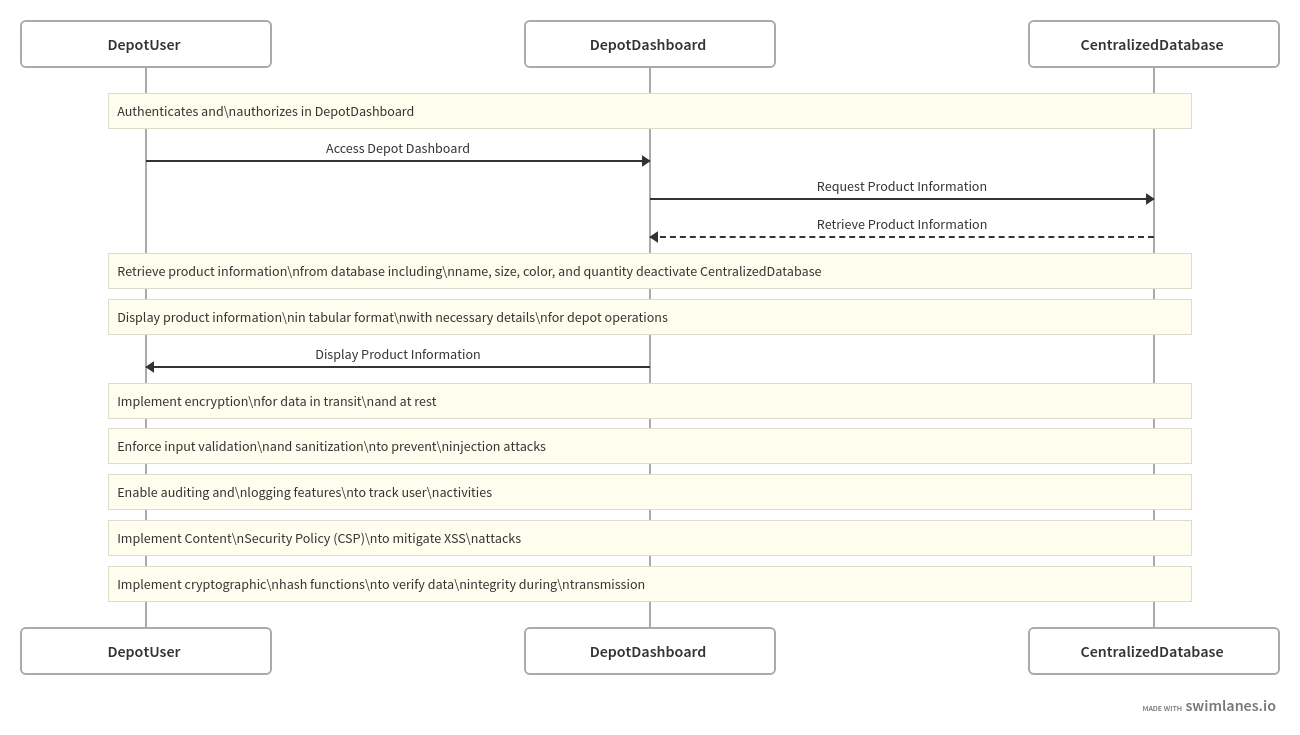 DepotUser
DepotDashboard
CentralizedDatabase
Authenticates and\nauthorizes in DepotDashboard
Access Depot Dashboard
Request Product Information
Retrieve Product Information
Retrieve product information\nfrom database including\nname, size, color, and quantity deactivate CentralizedDatabase
Display product information\nin tabular format\nwith necessary details\nfor depot operations
Display Product Information
Implement encryption\nfor data in transit\nand at rest
Enforce input validation\nand sanitization\nto prevent\ninjection attacks
Enable auditing and\nlogging features\nto track user\nactivities
Implement Content\nSecurity Policy (CSP)\nto mitigate XSS\nattacks
Implement cryptographic\nhash functions\nto verify data\nintegrity during\ntransmission
DepotUser
DepotDashboard
CentralizedDatabase
MADE WITH swimlanes.io